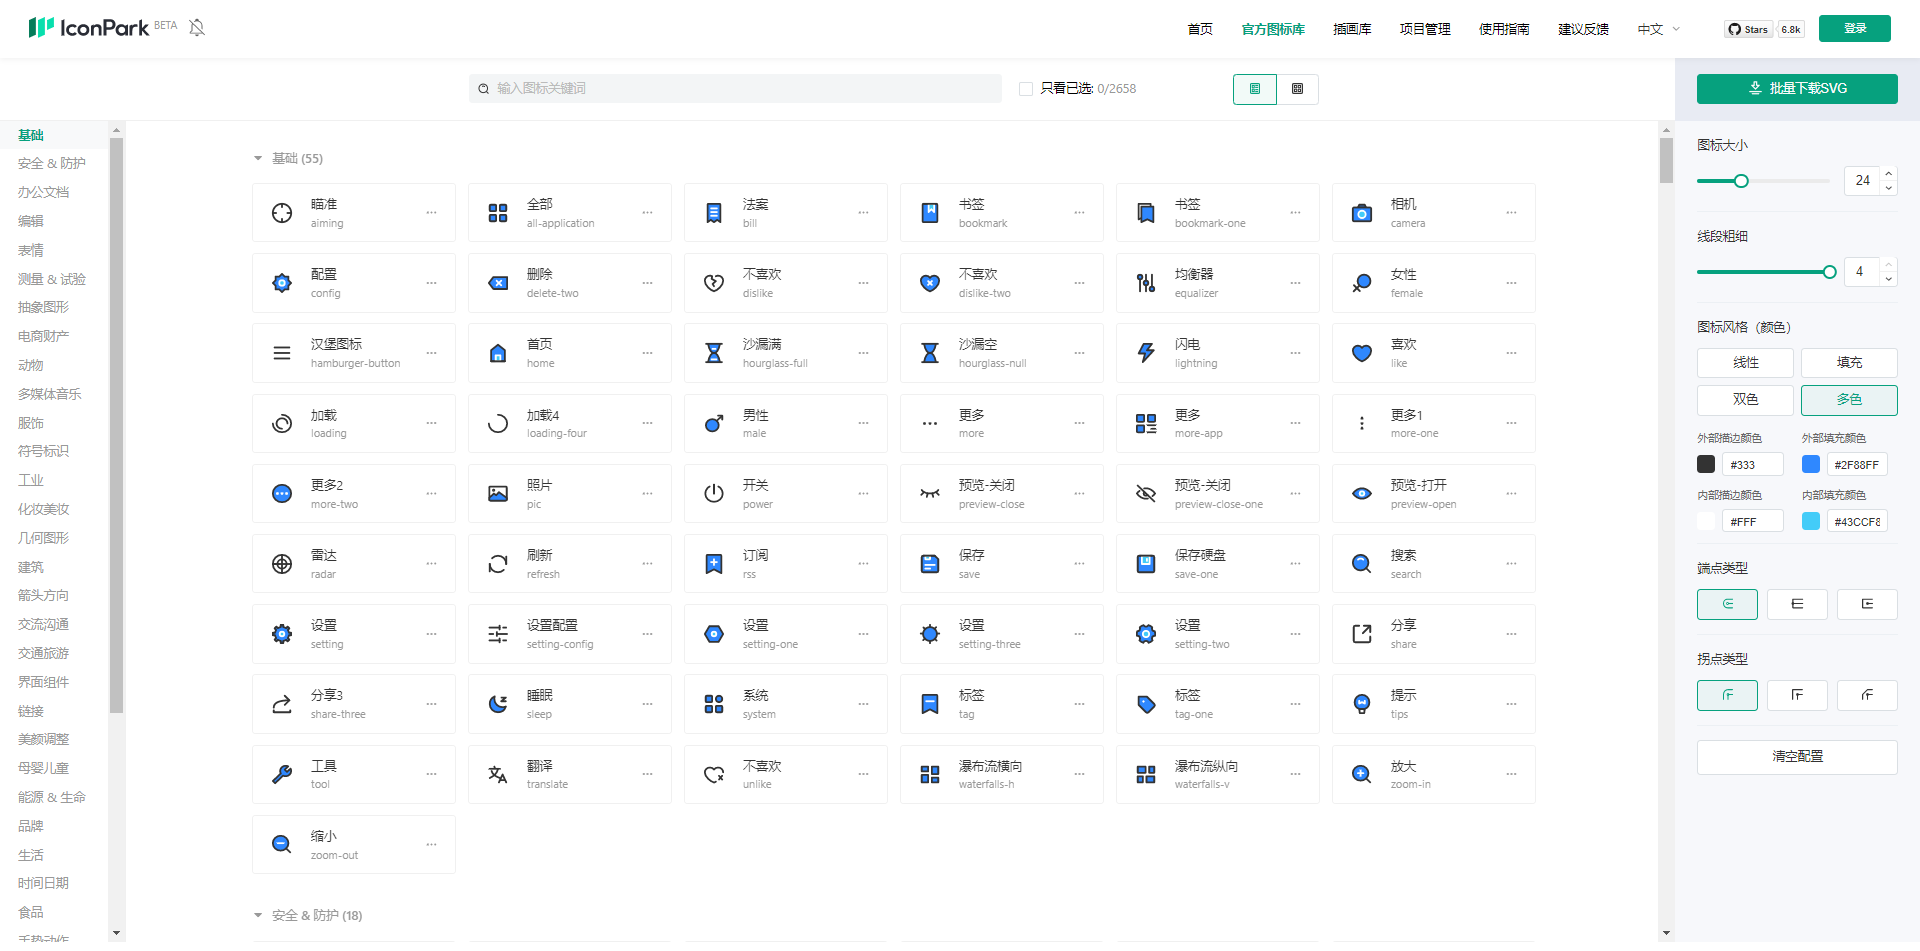 IconPark BETA
首页
官方图标库
插画库
项目管理
使用指南
建议反馈
中文
Stars
6.8k
登录
输入图标关键词
只看已选: 0/2658
批量下载SVG
基础
安全 & 防护
办公文档
编辑
表情
测量 & 试验
抽象图形
电商财产
动物
多媒体音乐
服饰
符号标识
工业
化妆美妆
几何图形
建筑
箭头方向
交流沟通
交通旅游
界面组件
链接
美颜调整
母婴儿童
能源 & 生命
品牌
生活
时间日期
食品
手势动作
基础 (55)
瞄准
aiming
全部
all-application
法案
bill
书签
bookmark
书签
bookmark-one
相机
camera
配置
config
删除
delete-two
不喜欢
dislike
不喜欢
dislike-two
均衡器
equalizer
女性
female
汉堡图标
hamburger-button
首页
home
沙漏满
hourglass-full
沙漏空
hourglass-null
闪电
lightning
喜欢
like
加载
loading
加载4
loading-four
男性
male
更多
more
更多
more-app
更多1
more-one
更多2
more-two
照片
pic
开关
power
预览-关闭
preview-close
预览-关闭
preview-close-one
预览-打开
preview-open
雷达
radar
刷新
refresh
订阅
rss
保存
save
保存硬盘
save-one
搜索
search
设置
setting
设置配置
setting-config
设置
setting-one
设置
setting-three
设置
setting-two
分享
share
分享3
share-three
睡眠
sleep
系统
system
标签
tag
标签
tag-one
提示
tips
工具
tool
翻译
translate
不喜欢
unlike
瀑布流横向
waterfalls-h
瀑布流纵向
waterfalls-v
放大
zoom-in
缩小
zoom-out
安全 & 防护 (18)
图标大小
24
线段粗细
4
图标风格（颜色）
线性
填充
双色
多色
外部描边颜色
外部填充颜色
#333
#2F88FF
内部描边颜色
内部填充颜色
#FFF
#43CCF8
端点类型
拐点类型
清空配置